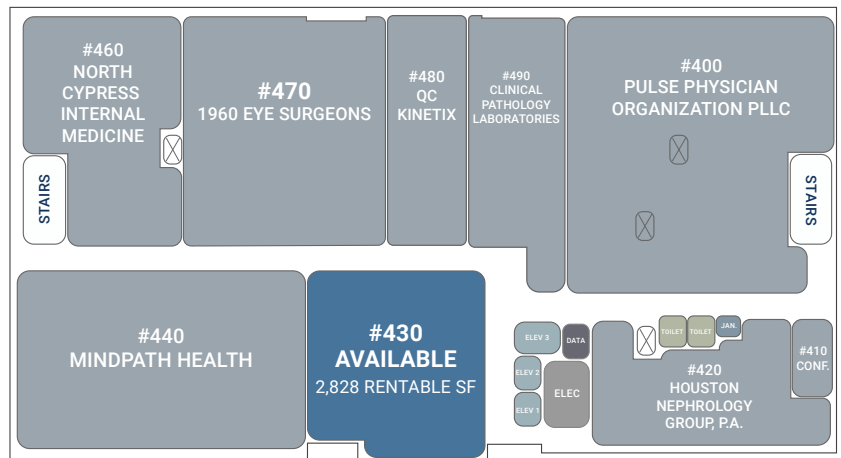 #460
NORTH
CYPRESS
INTERNAL
MEDICINE
#470
1960 EYE SURGEONS
#480
QC
KINETIX
#490
CLINICAL
PATHOLOGY
LABORATORIES
#400
PULSE PHYSICIAN
ORGANIZATION PLLC
STAIRS
STAIRS
#440
MINDPATH HEALTH
#430
AVAILABLE
2,828 RENTABLE SF
ELEV 3
DATA
ELEV 2
ELEC
ELEV 1
TOILET
TOILET
JAN.
#420
HOUSTON
NEPHROLOGY
GROUP, P.A.
#410
CONF.